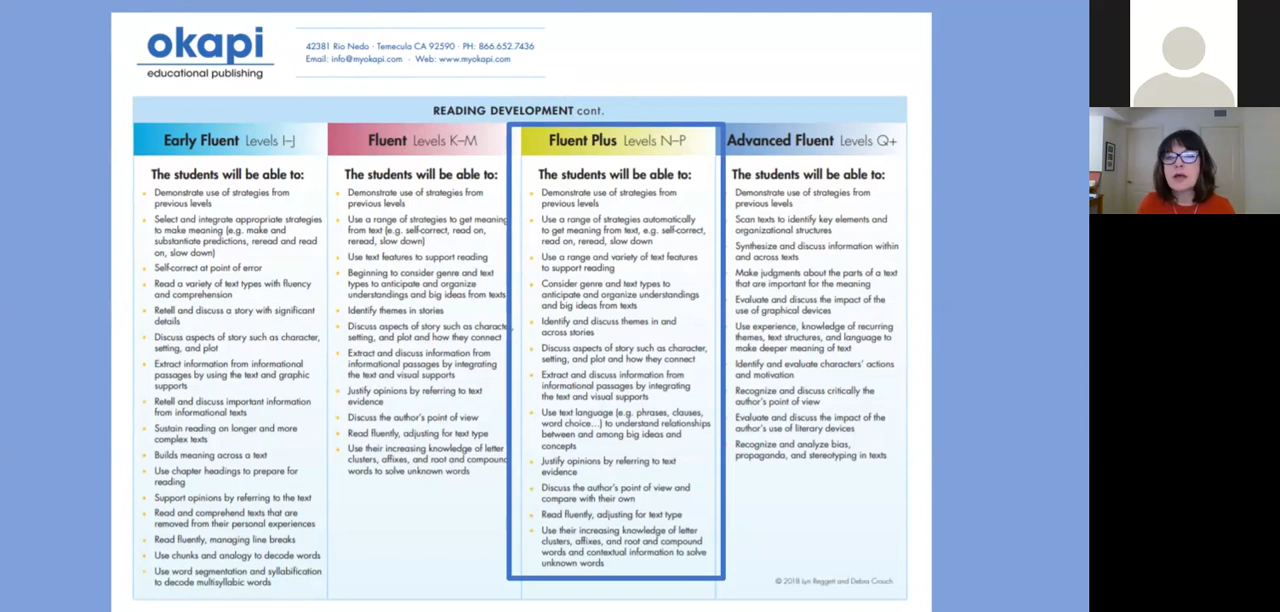 okapi
educational publishing
42381 Rio Nedo · Temecula CA 92590 · PH: 866.652.7436
Email: info@myokapi.com · Web: www.myokapi.com
READING DEVELOPMENT cont.
Early Fluent Levels I–J
The students will be able to:
Demonstrate use of strategies from
previous levels
Select and integrate appropriate strategies
to make meaning (e.g. make and
substantiate predictions, reread and read
on, slow down)
Self-correct at point of error
Read a variety of text types with fluency
and comprehension
Retell and discuss a story with significant
details
Discuss aspects of story such as character,
setting, and plot
Extract information from informational
passages by using the text and graphic
supports
Retell and discuss important information
from informational texts
Sustain reading on longer and more
complex texts
Builds meaning across a text
Use chapter headings to prepare for
reading
Support opinions by referring to the text
Read and comprehend texts that are
removed from their personal experiences
Read fluently, managing line breaks
Use chunks and analogy to decode words
Use word segmentation and syllabification
to decode multisyllabic words
Fluent Levels K–M
The students will be able to:
Demonstrate use of strategies from
previous levels
Use a range of strategies to get meaning
from text (e.g. self-correct, read on,
reread, slow down)
Use text features to support reading
Beginning to consider genre and text
types to anticipate and organize
understandings and big ideas from texts
Identify themes in stories
Discuss aspects of story such as character,
setting, and plot and how they connect
Extract and discuss information from
informational passages by integrating
the text and visual supports
Justify opinions by referring to text
evidence
Discuss the author's point of view
Read fluently, adjusting for text type
Use their increasing knowledge of letter
clusters, affixes, and root and compound
words to solve unknown words
Fluent Plus Levels N–P
The students will be able to:
Demonstrate use of strategies from
previous levels
Use a range of strategies automatically
to get meaning from text, e.g. self-correct,
read on, reread, slow down
Use a range and variety of text features
to support reading
Consider genre and text types to
anticipate and organize understandings
and big ideas from texts
Identify and discuss themes in and
across stories
Discuss aspects of story such as character,
setting, and plot and how they connect
Extract and discuss information from
informational passages by integrating
the text and visual supports
Use text language (e.g. phrases, clauses,
word choice...) to understand relationships
between and among big ideas and
concepts
Justify opinions by referring to text
evidence
Discuss the author's point of view and
compare with their own
Read fluently, adjusting for text type
Use their increasing knowledge of letter
clusters, affixes, and root and compound
words and contextual information to solve
unknown words
Advanced Fluent Levels Q+
The students will be able to:
Demonstrate use of strategies from
previous levels
Scan texts to identify key elements and
organizational structures
Synthesize and discuss information within
and across texts
Make judgments about the parts of a text
that are important for the meaning
Evaluate and discuss the impact of the
use of graphical devices
Use experience, knowledge of recurring
themes, text structures, and language to
make deeper meaning of text
Identify and evaluate characters' actions
and motivation
Recognize and discuss critically the
author's point of view
Evaluate and discuss the impact of the
author's use of literary devices
Recognize and analyze bias,
propaganda, and stereotyping in texts
© 2018 Lyn Reggett and Debra Crouch